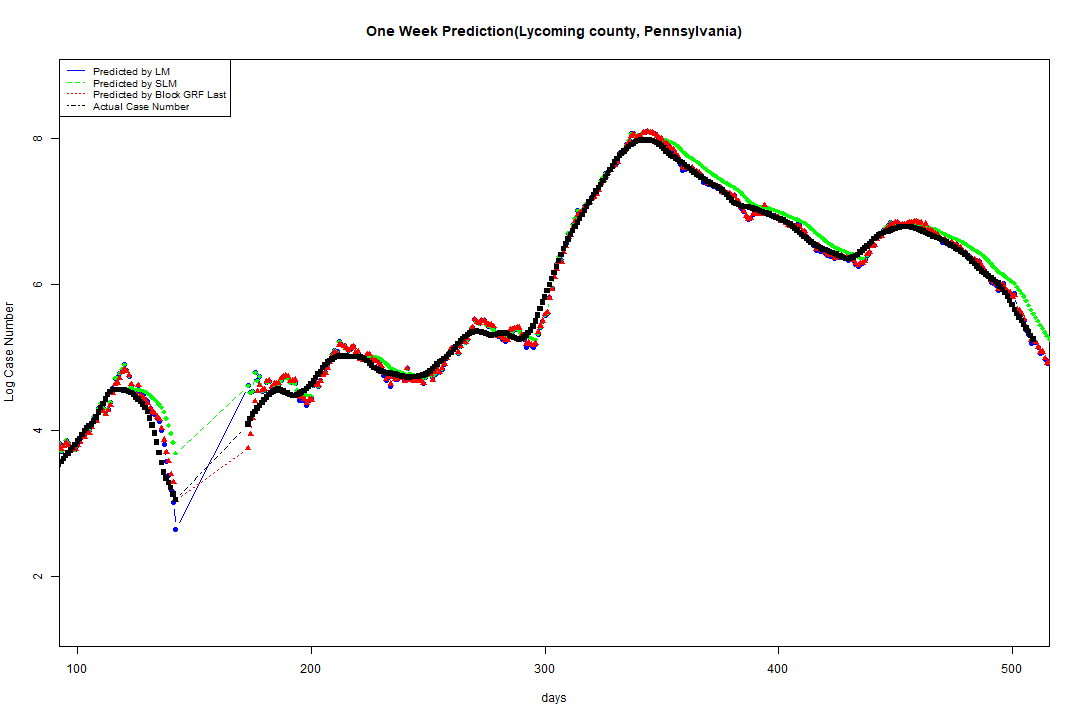 One Week Prediction(Lycoming county, Pennsylvania)
Predicted by LM
Predicted by SLM
Predicted by Block GRF Last
Actual Case Number
Log Case Number
8
6
5
4
2
100
200
300
400
500
days